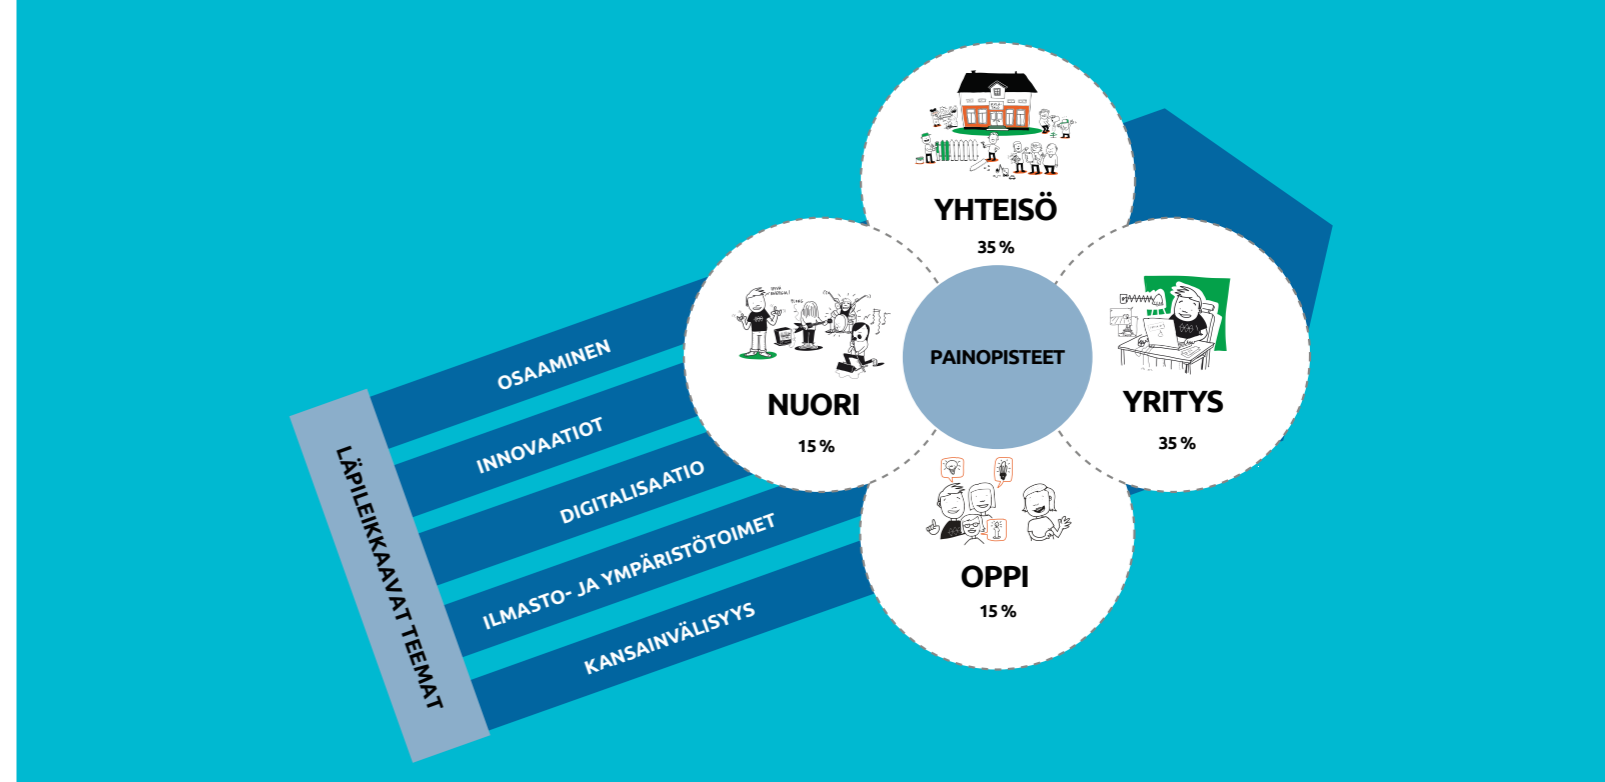 YHTEISÖ
35 %
NUORI
15 %
PAINOPISTEET
YRITYS
35 %
OPPI
15 %
LÄPILEIKKAAVAT TEEMAT
OSAAMINEN
INNOVAATIOT
DIGITALISAATIO
ILMASTO- JA YMPÄRISTÖTOIMET
KANSAINVÄLISYYS